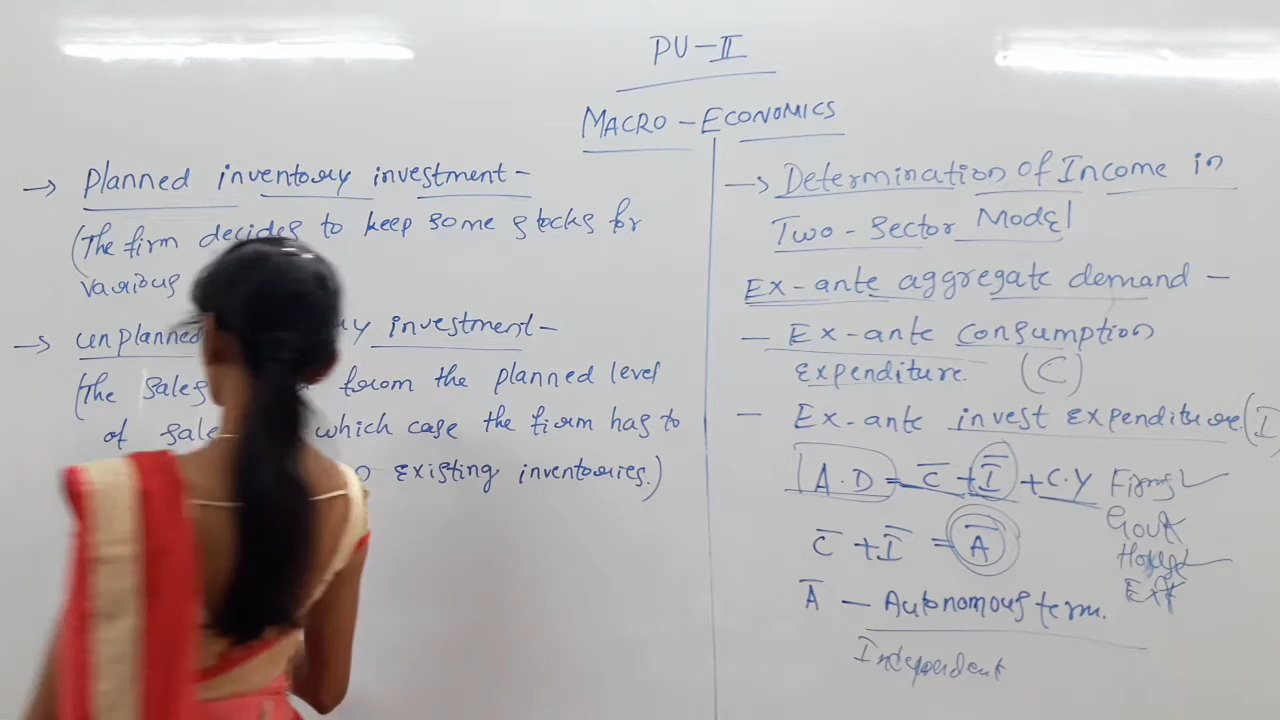 PU-II
MACRO-ECONOMICS
→ Planned inventory investment-
(The firm decides to keep some stocks for
various
→ unplanned investment-
(The sales from the planned level
of sale which case the firm has to
existing inventories.)
→ Determination of Income in
Two-Sector Model
Ex-ante aggregate demand -
- Ex-ante Consumption
expenditure. (C)
- Ex-ante invest expenditure.(I
A.D = C̅ + I̅ + C.Y Firms
Govt
C̅ + I̅ = A̅
Ext
A̅ - Autonomous term.
Independent